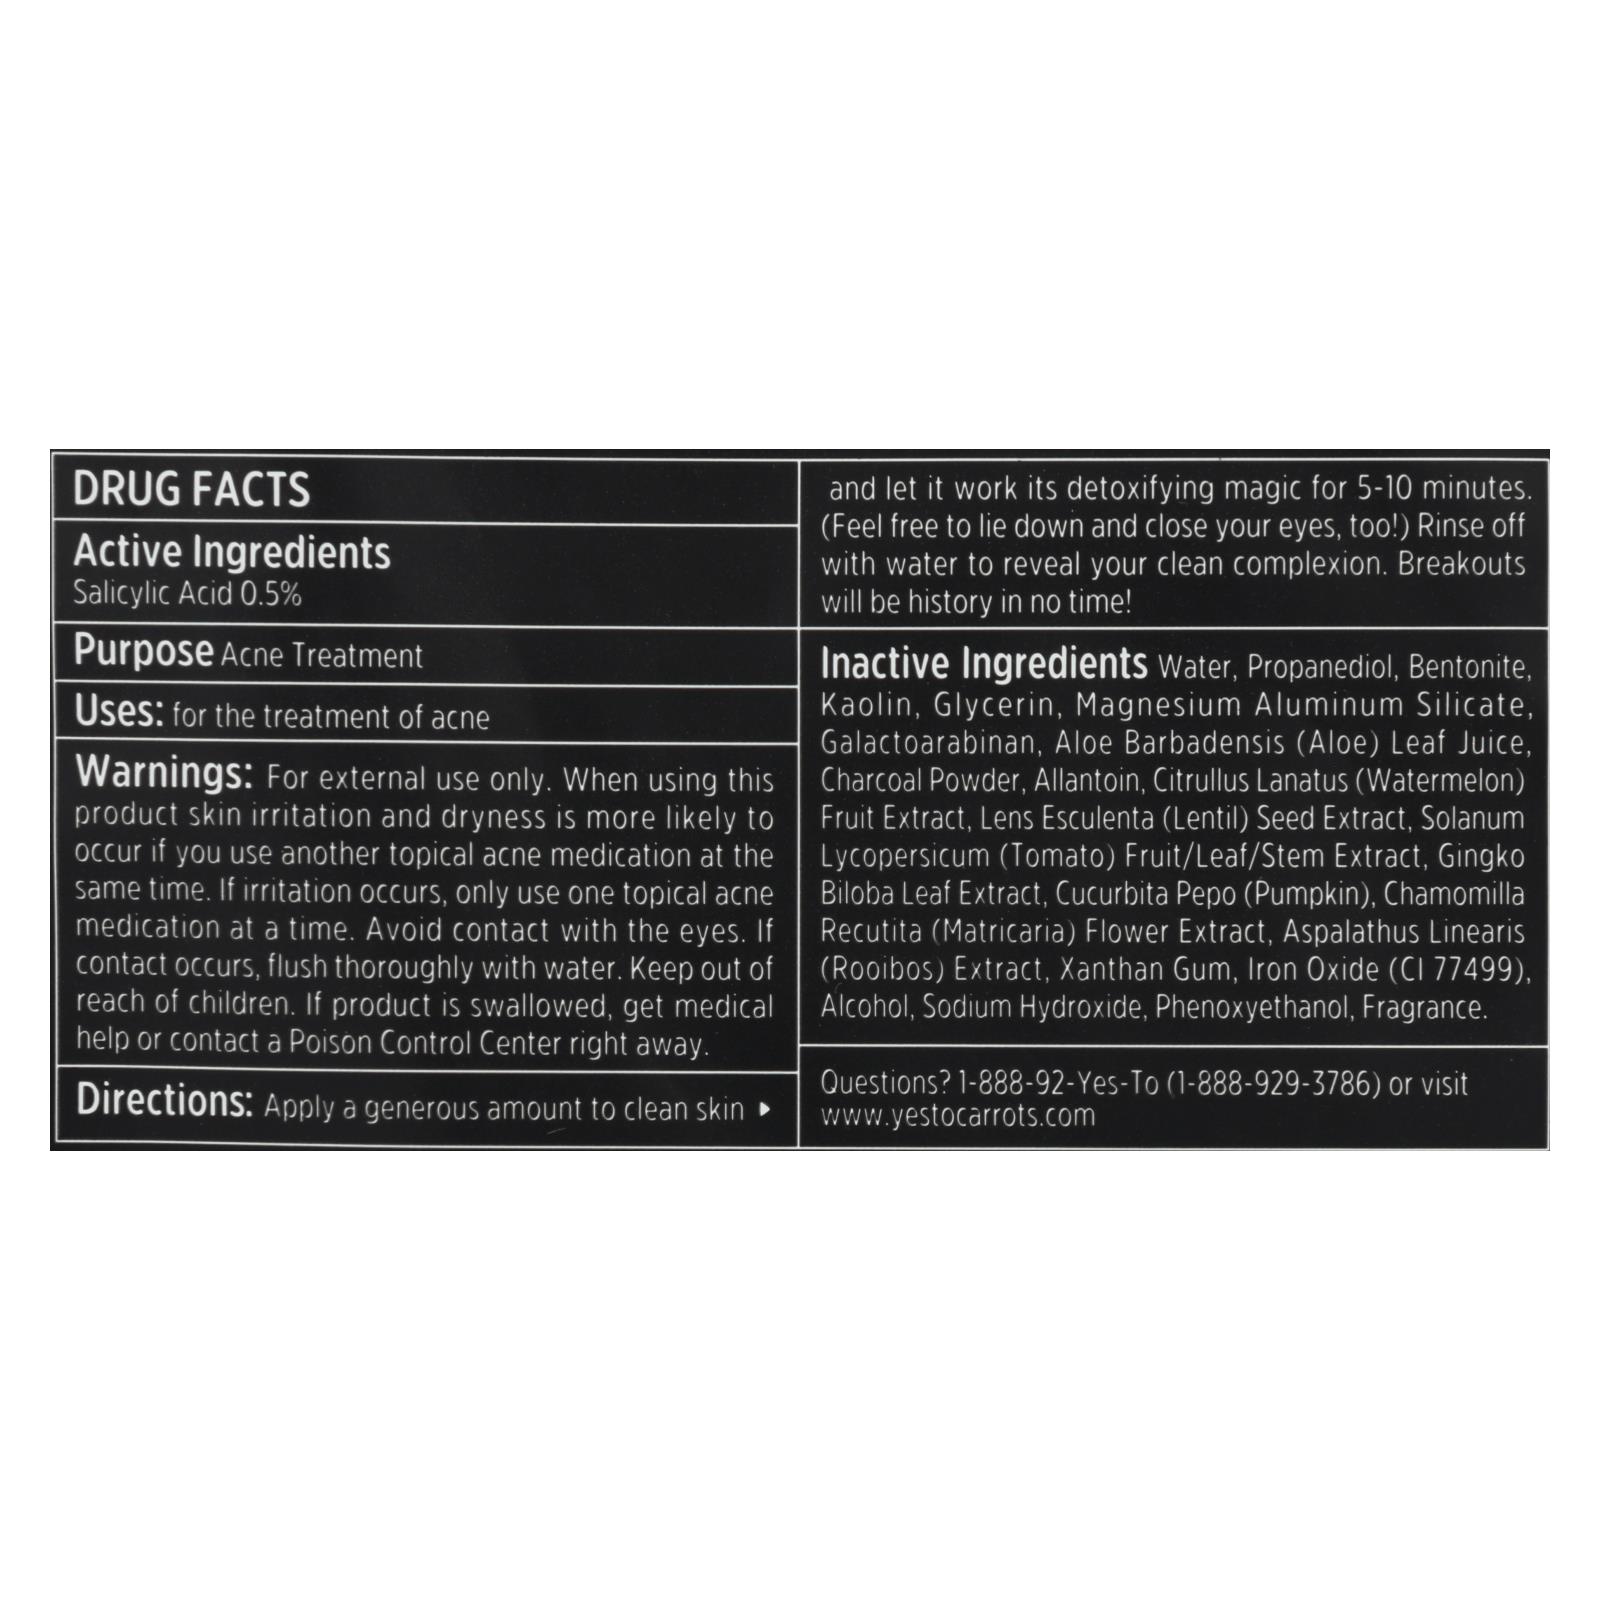 DRUG FACTS
Active Ingredients
Salicylic Acid 0.5%
Purpose Acne Treatment
Uses: for the treatment of acne
Warnings: For external use only. When using this
product skin irritation and dryness is more likely to
occur if you use another topical acne medication at the
same time. If irritation occurs, only use one topical acne
medication at a time. Avoid contact with the eyes. If
contact occurs, flush thoroughly with water. Keep out of
reach of children. If product is swallowed, get medical
help or contact a Poison Control Center right away.
Directions: Apply a generous amount to clean skin ▸
and let it work its detoxifying magic for 5-10 minutes.
(Feel free to lie down and close your eyes, too!) Rinse off
with water to reveal your clean complexion. Breakouts
will be history in no time!
Inactive Ingredients Water, Propanediol, Bentonite,
Kaolin, Glycerin, Magnesium Aluminum Silicate,
Galactoarabinan, Aloe Barbadensis (Aloe) Leaf Juice,
Charcoal Powder, Allantoin, Citrullus Lanatus (Watermelon)
Fruit Extract, Lens Esculenta (Lentil) Seed Extract, Solanum
Lycopersicum (Tomato) Fruit/Leaf/Stem Extract, Gingko
Biloba Leaf Extract, Cucurbita Pepo (Pumpkin), Chamomilla
Recutita (Matricaria) Flower Extract, Aspalathus Linearis
(Rooibos) Extract, Xanthan Gum, Iron Oxide (CI 77499),
Alcohol, Sodium Hydroxide, Phenoxyethanol, Fragrance.
Questions? 1-888-92-Yes-To (1-888-929-3786) or visit
www.yestocarrots.com